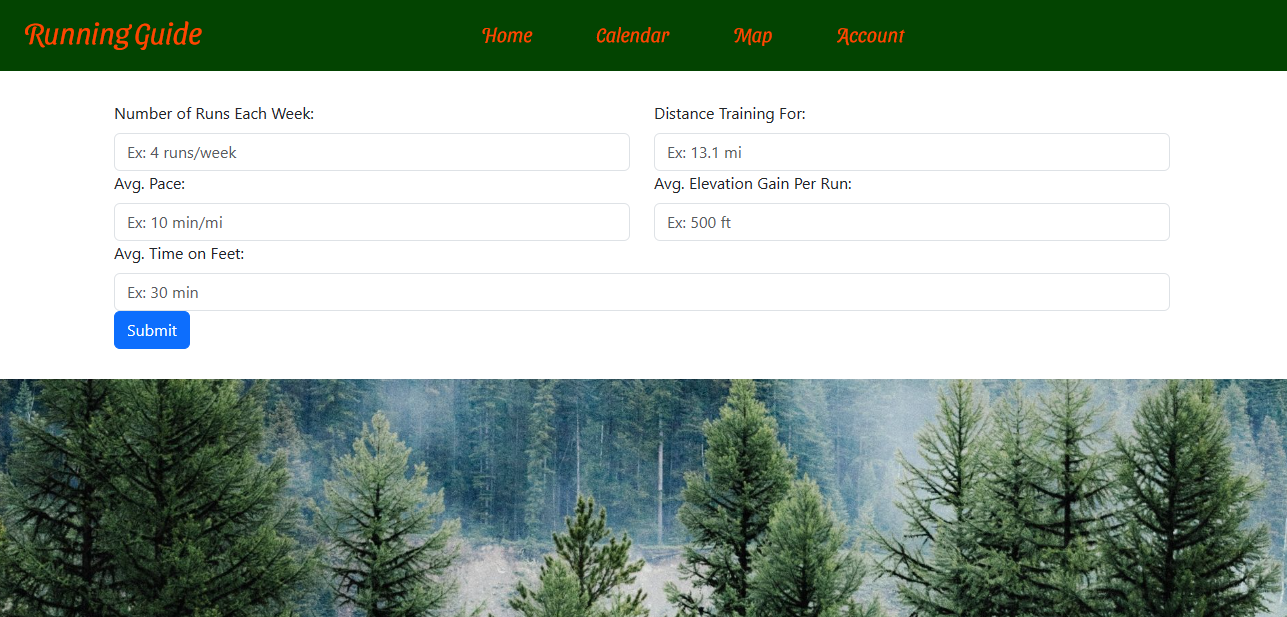 Running Guide Home Calendar Map Account
Number of Runs Each Week: Distance Training For:
Ex: 4 runs/week Ex: 13.1 mi
Avg. Pace: Avg. Elevation Gain Per Run:
Ex: 10 min/mi Ex: 500 ft
Avg. Time on Feet:
Ex: 30 min
Submit